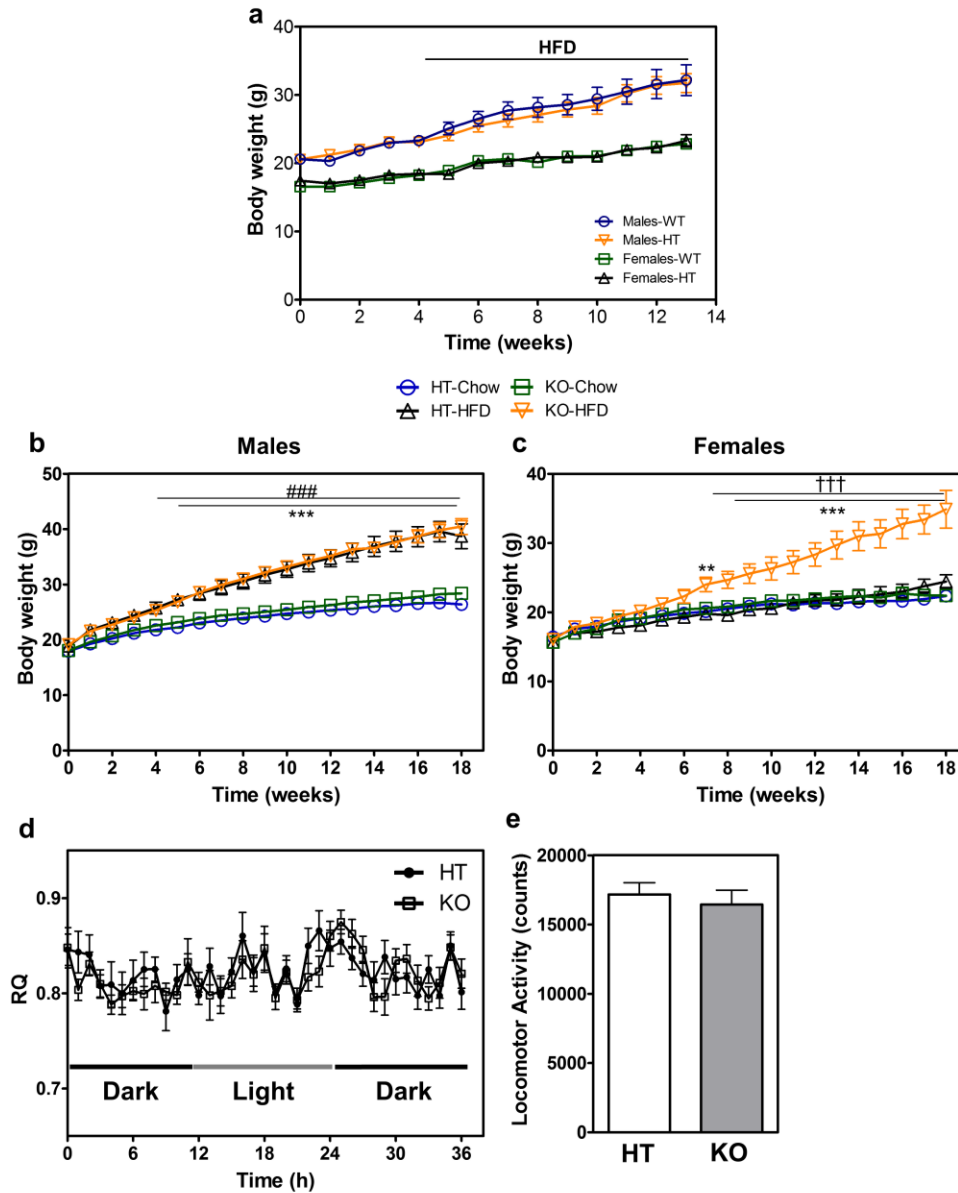 a
40
HFD
30
Body weight (g)
20
10
Males-WT
Males-HT
Females-WT
Females-HT
0
0 2 4 6 8 10 12 14
Time (weeks)
HT-Chow KO-Chow
HT-HFD KO-HFD
b Males
50
###
***
40
Body weight (g)
30
20
10
0
0 2 4 6 8 10 12 14 16 18
Time (weeks)
c Females
40
†††
***
**
30
Body weight (g)
20
10
0
0 2 4 6 8 10 12 14 16 18
Time (weeks)
d
HT
KO
0.9
RQ
0.8
0.7
Dark Light Dark
0 6 12 18 24 30 36
Time (h)
e
20000
15000
Locomotor Activity (counts)
10000
5000
0
HT KO